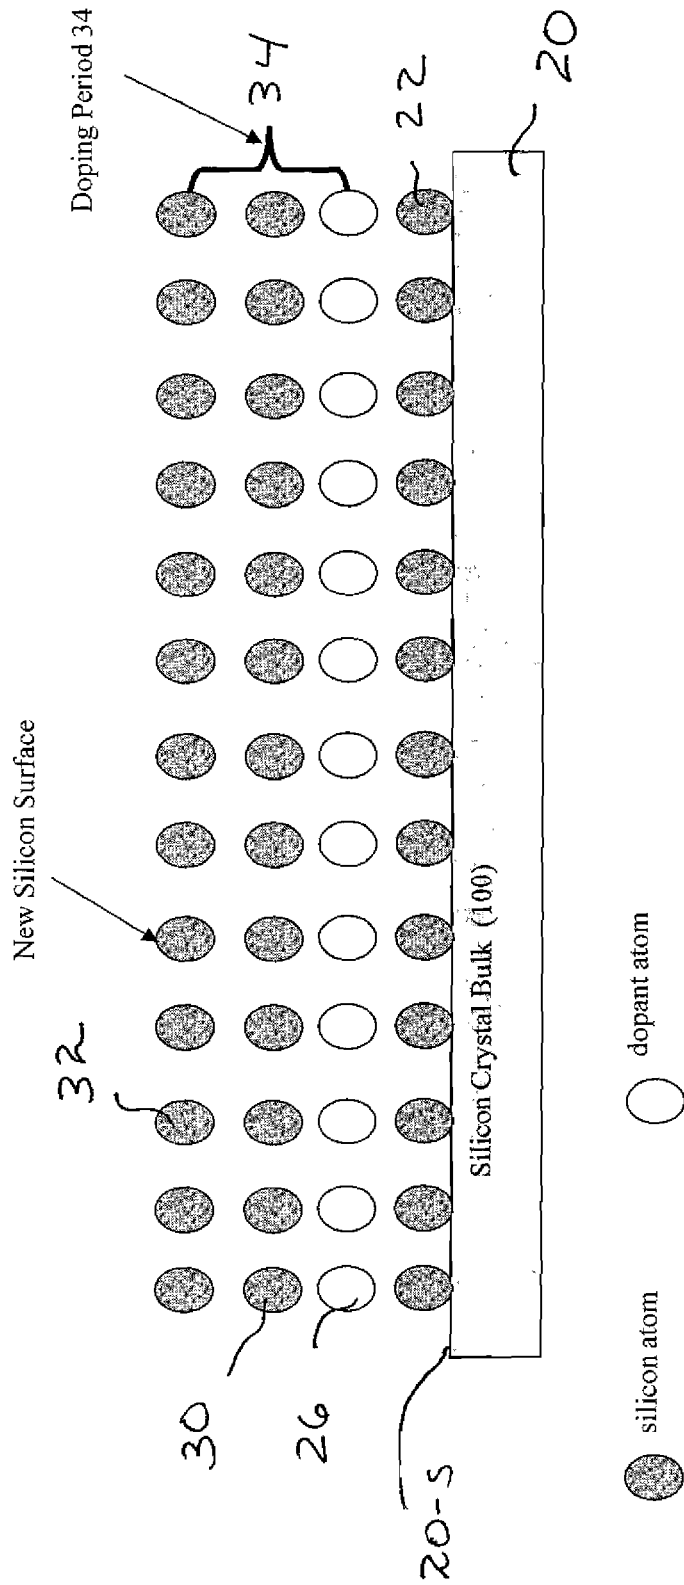 Doping Period 34
34
New Silicon Surface
32
22
30
26
20-S
20
Silicon Crystal Bulk (100)
silicon atom
dopant atom